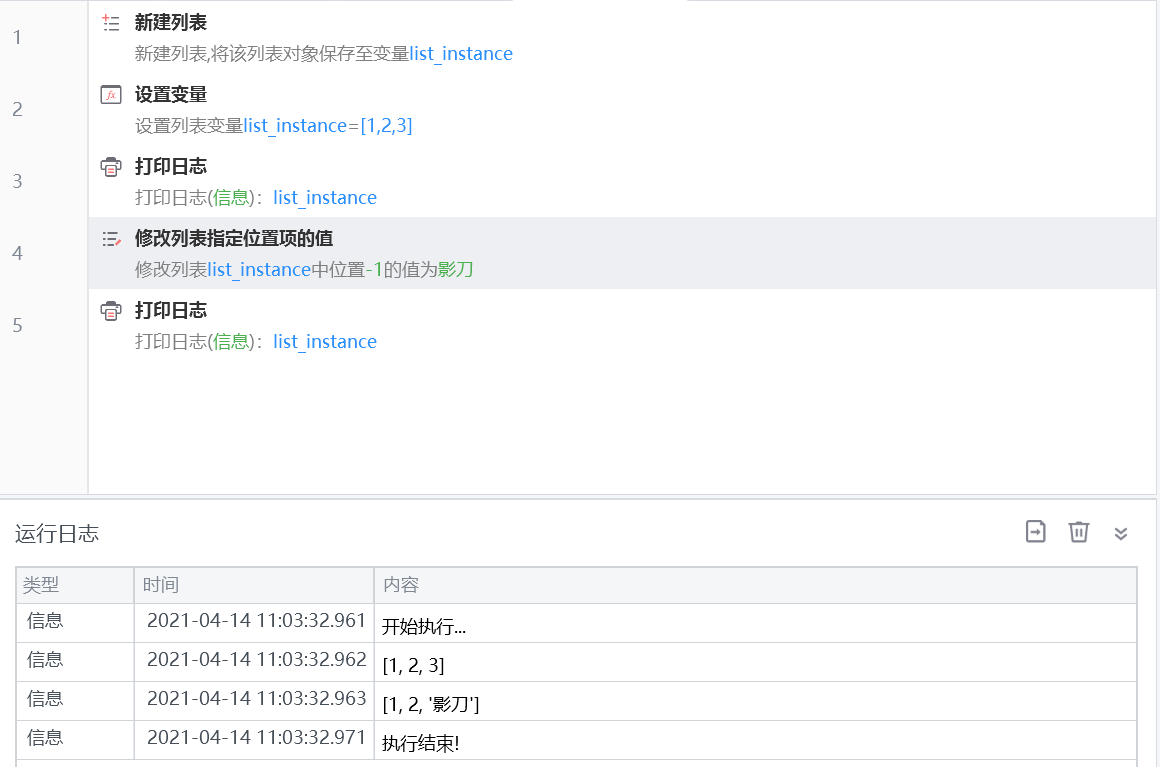 1
新建列表
新建列表,将该列表对象保存至变量list_instance
2
设置变量
设置列表变量list_instance=[1,2,3]
3
打印日志
打印日志(信息)：list_instance
4
修改列表指定位置项的值
修改列表list_instance中位置-1的值为影刀
5
打印日志
打印日志(信息)：list_instance
运行日志
类型 时间 内容
信息 2021-04-14 11:03:32.961 开始执行...
信息 2021-04-14 11:03:32.962 [1, 2, 3]
信息 2021-04-14 11:03:32.963 [1, 2, '影刀']
信息 2021-04-14 11:03:32.971 执行结束!